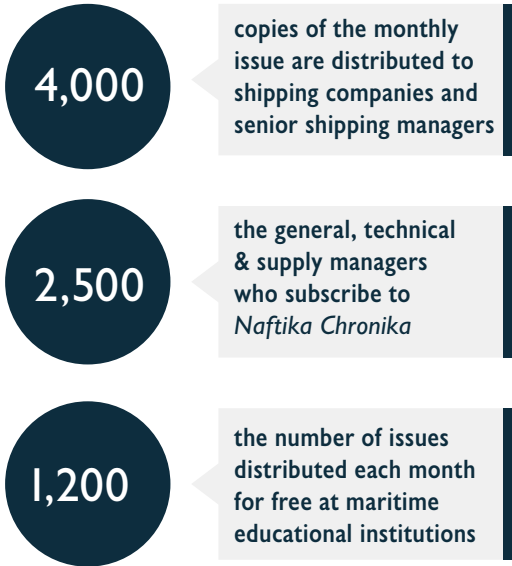 4,000
copies of the monthly
issue are distributed to
shipping companies and
senior shipping managers
2,500
the general, technical
& supply managers
who subscribe to
Naftika Chronika
1,200
the number of issues
distributed each month
for free at maritime
educational institutions